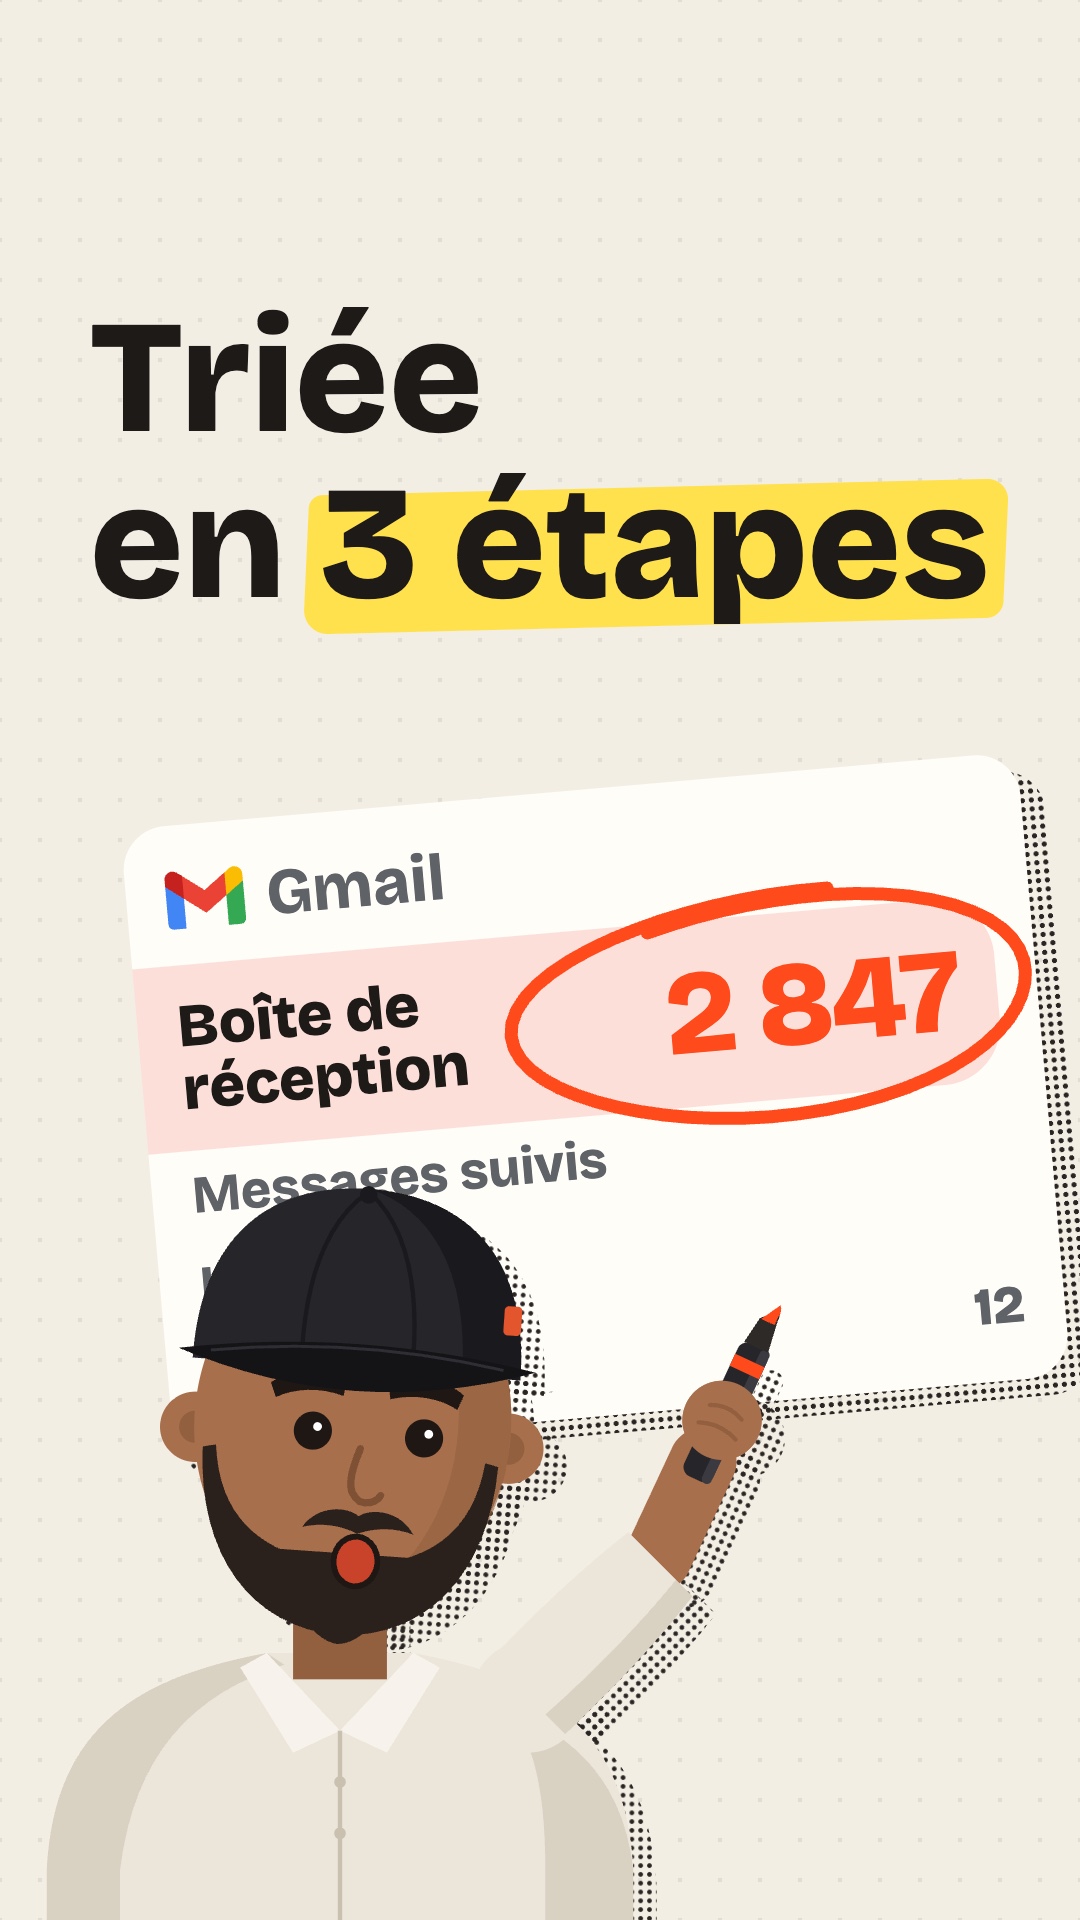 Triée
en 3 étapes
Gmail
Boîte de
réception
2 847
Messages suivis
12